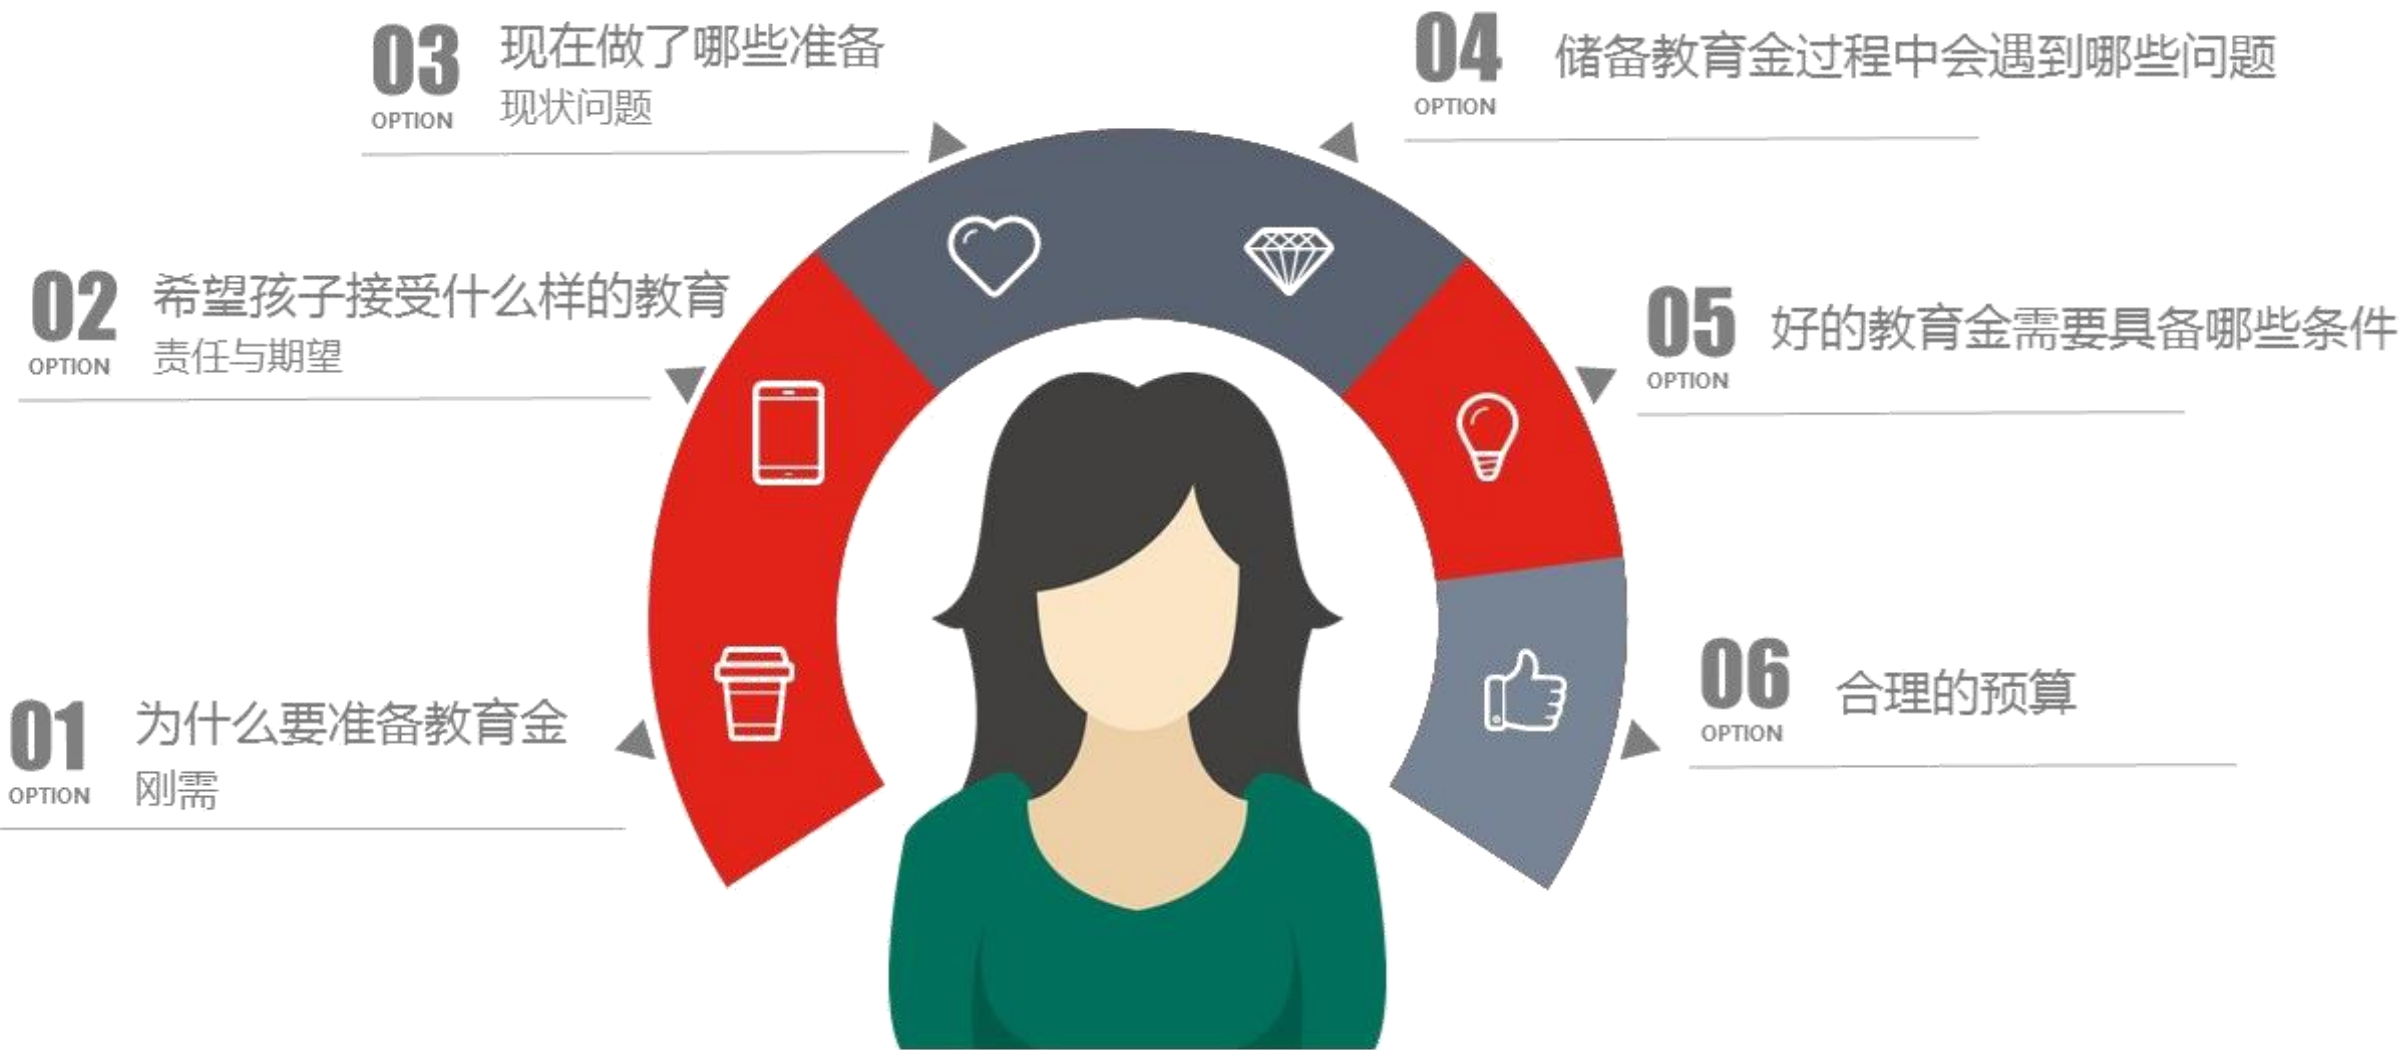 01
OPTION
为什么要准备教育金
刚需
02
OPTION
希望孩子接受什么样的教育
责任与期望
03
OPTION
现在做了哪些准备
现状问题
04
OPTION
储备教育金过程中会遇到哪些问题
05
OPTION
好的教育金需要具备哪些条件
06
OPTION
合理的预算